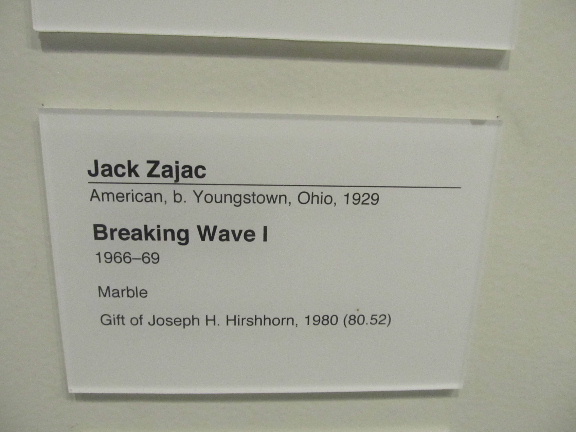 Jack Zajac
American, b. Youngstown, Ohio, 1929
Breaking Wave I
1966–69
Marble
Gift of Joseph H. Hirshhorn, 1980 (80.52)